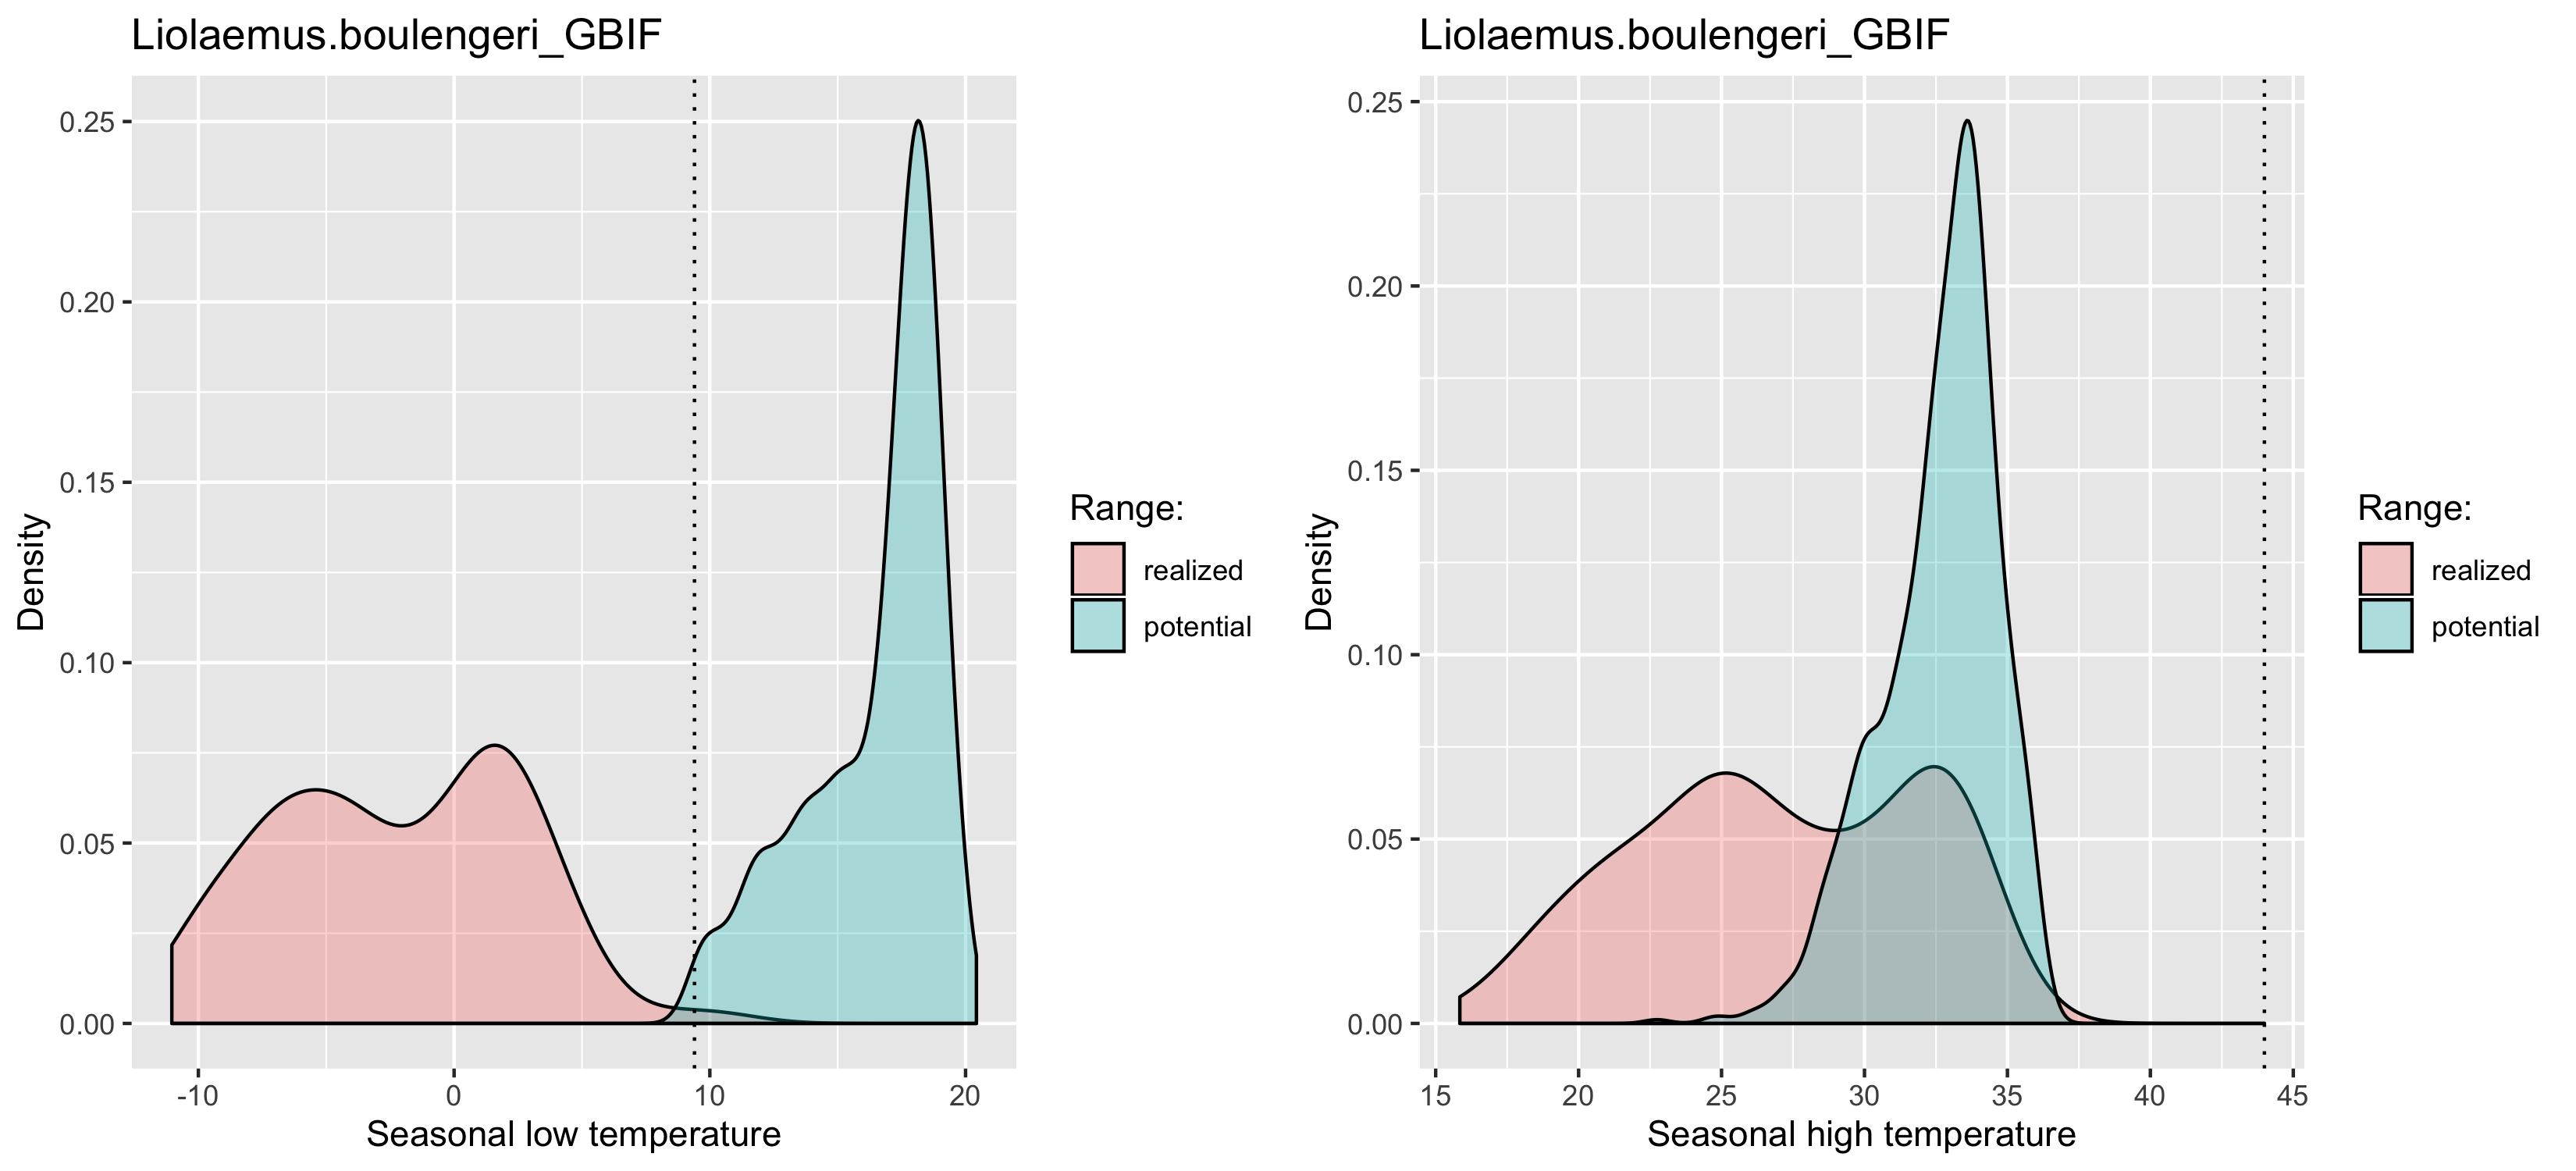 Liolaemus.boulengeri_GBIF
0.25
0.20
0.15
0.10
0.05
0.00
Density
-10 0 10 20
Seasonal low temperature
Range:
realized
potential
Liolaemus.boulengeri_GBIF
0.25
0.20
0.15
0.10
0.05
0.00
Density
15 20 25 30 35 40 45
Seasonal high temperature
Range:
realized
potential